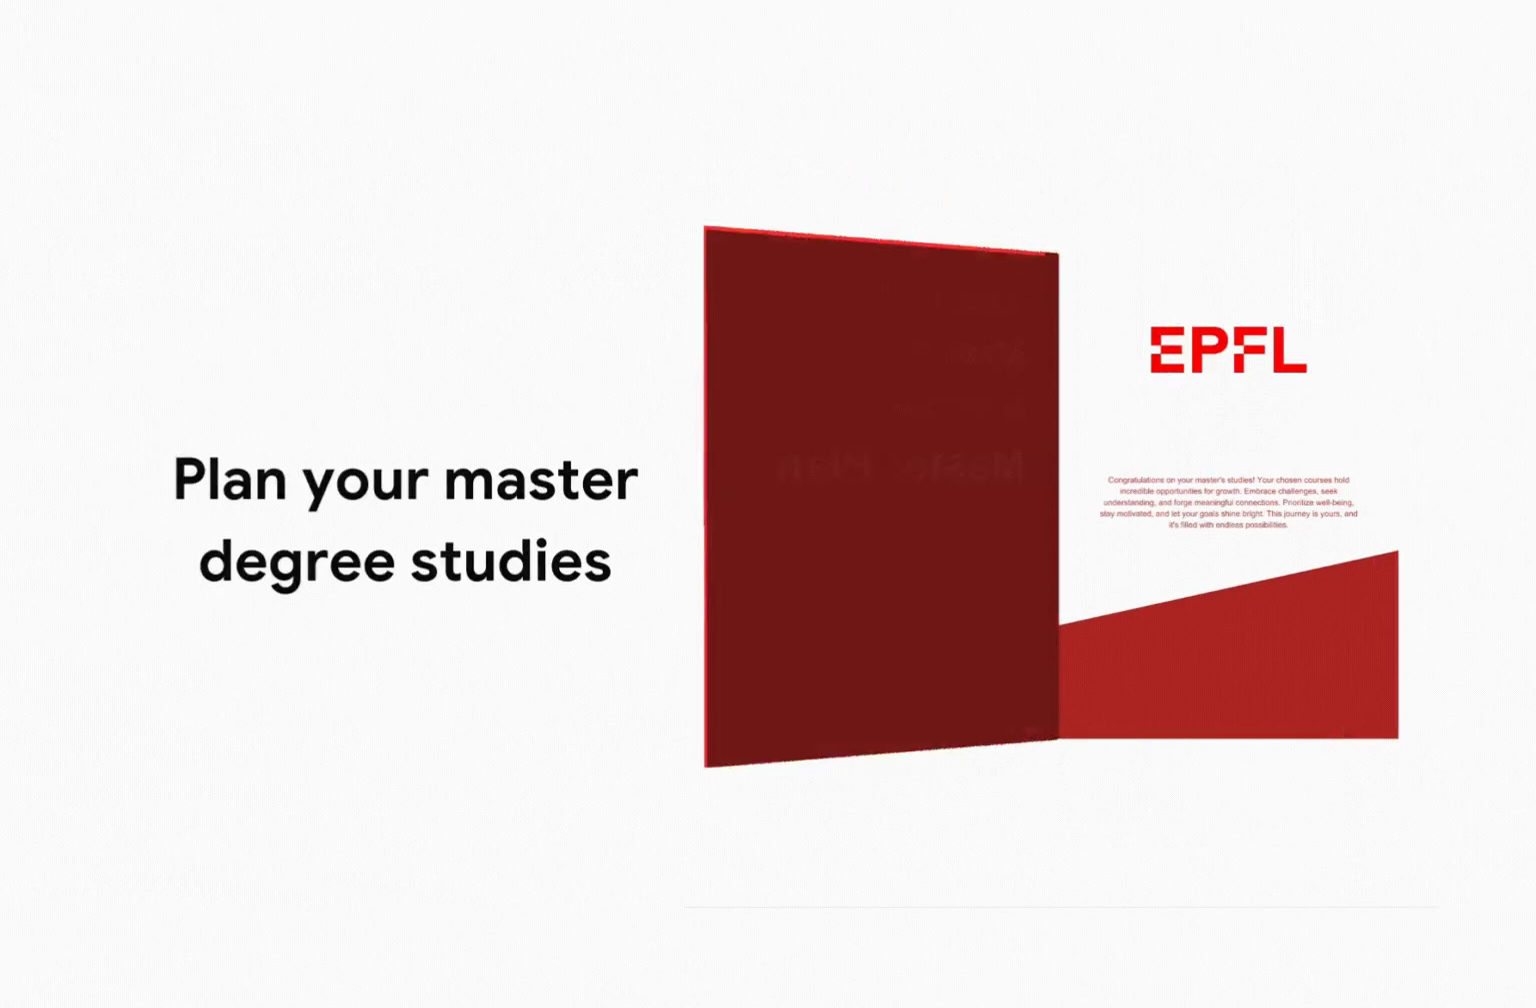 Plan your master
degree studies
EPFL
Congratulations on your master's studies! Your chosen courses hold
incredible opportunities for growth. Embrace challenges, seek
understanding, and forge meaningful connections. Prioritize well-being,
stay motivated, and let your goals shine bright. This journey is yours, and
it's filled with endless possibilities.